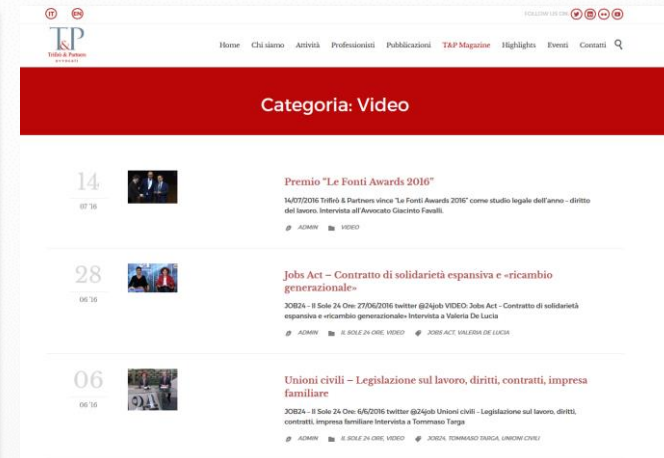 IT EN
FOLLOW US ON
T&P
Trifirò & Partners
avvocati
Home Chi siamo Attività Professionisti Pubblicazioni T&P Magazine Highlights Eventi Contatti
Categoria: Video
14
07 '16
Premio “Le Fonti Awards 2016”
14/07/2016 Trifirò & Partners vince "Le Fonti Awards 2016" come studio legale dell'anno - diritto
del lavoro. Intervista all'Avvocato Giacinto Favalli.
ADMIN VIDEO
28
06 '16
Jobs Act – Contratto di solidarietà espansiva e «ricambio
generazionale»
JOB24 - Il Sole 24 Ore: 27/06/2016 twitter @24job VIDEO: Jobs Act - Contratto di solidarietà
espansiva e «ricambio generazionale» Intervista a Valeria De Lucia
ADMIN IL SOLE 24 ORE, VIDEO JOBS ACT, VALERIA DE LUCIA
06
06 '16
Unioni civili – Legislazione sul lavoro, diritti, contratti, impresa
familiare
JOB24 - Il Sole 24 Ore: 6/6/2016 twitter @24job Unioni civili - Legislazione sul lavoro, diritti,
contratti, impresa familiare Intervista a Tommaso Targa
ADMIN IL SOLE 24 ORE, VIDEO JOB24, TOMMASO TARGA, UNIONI CIVILI